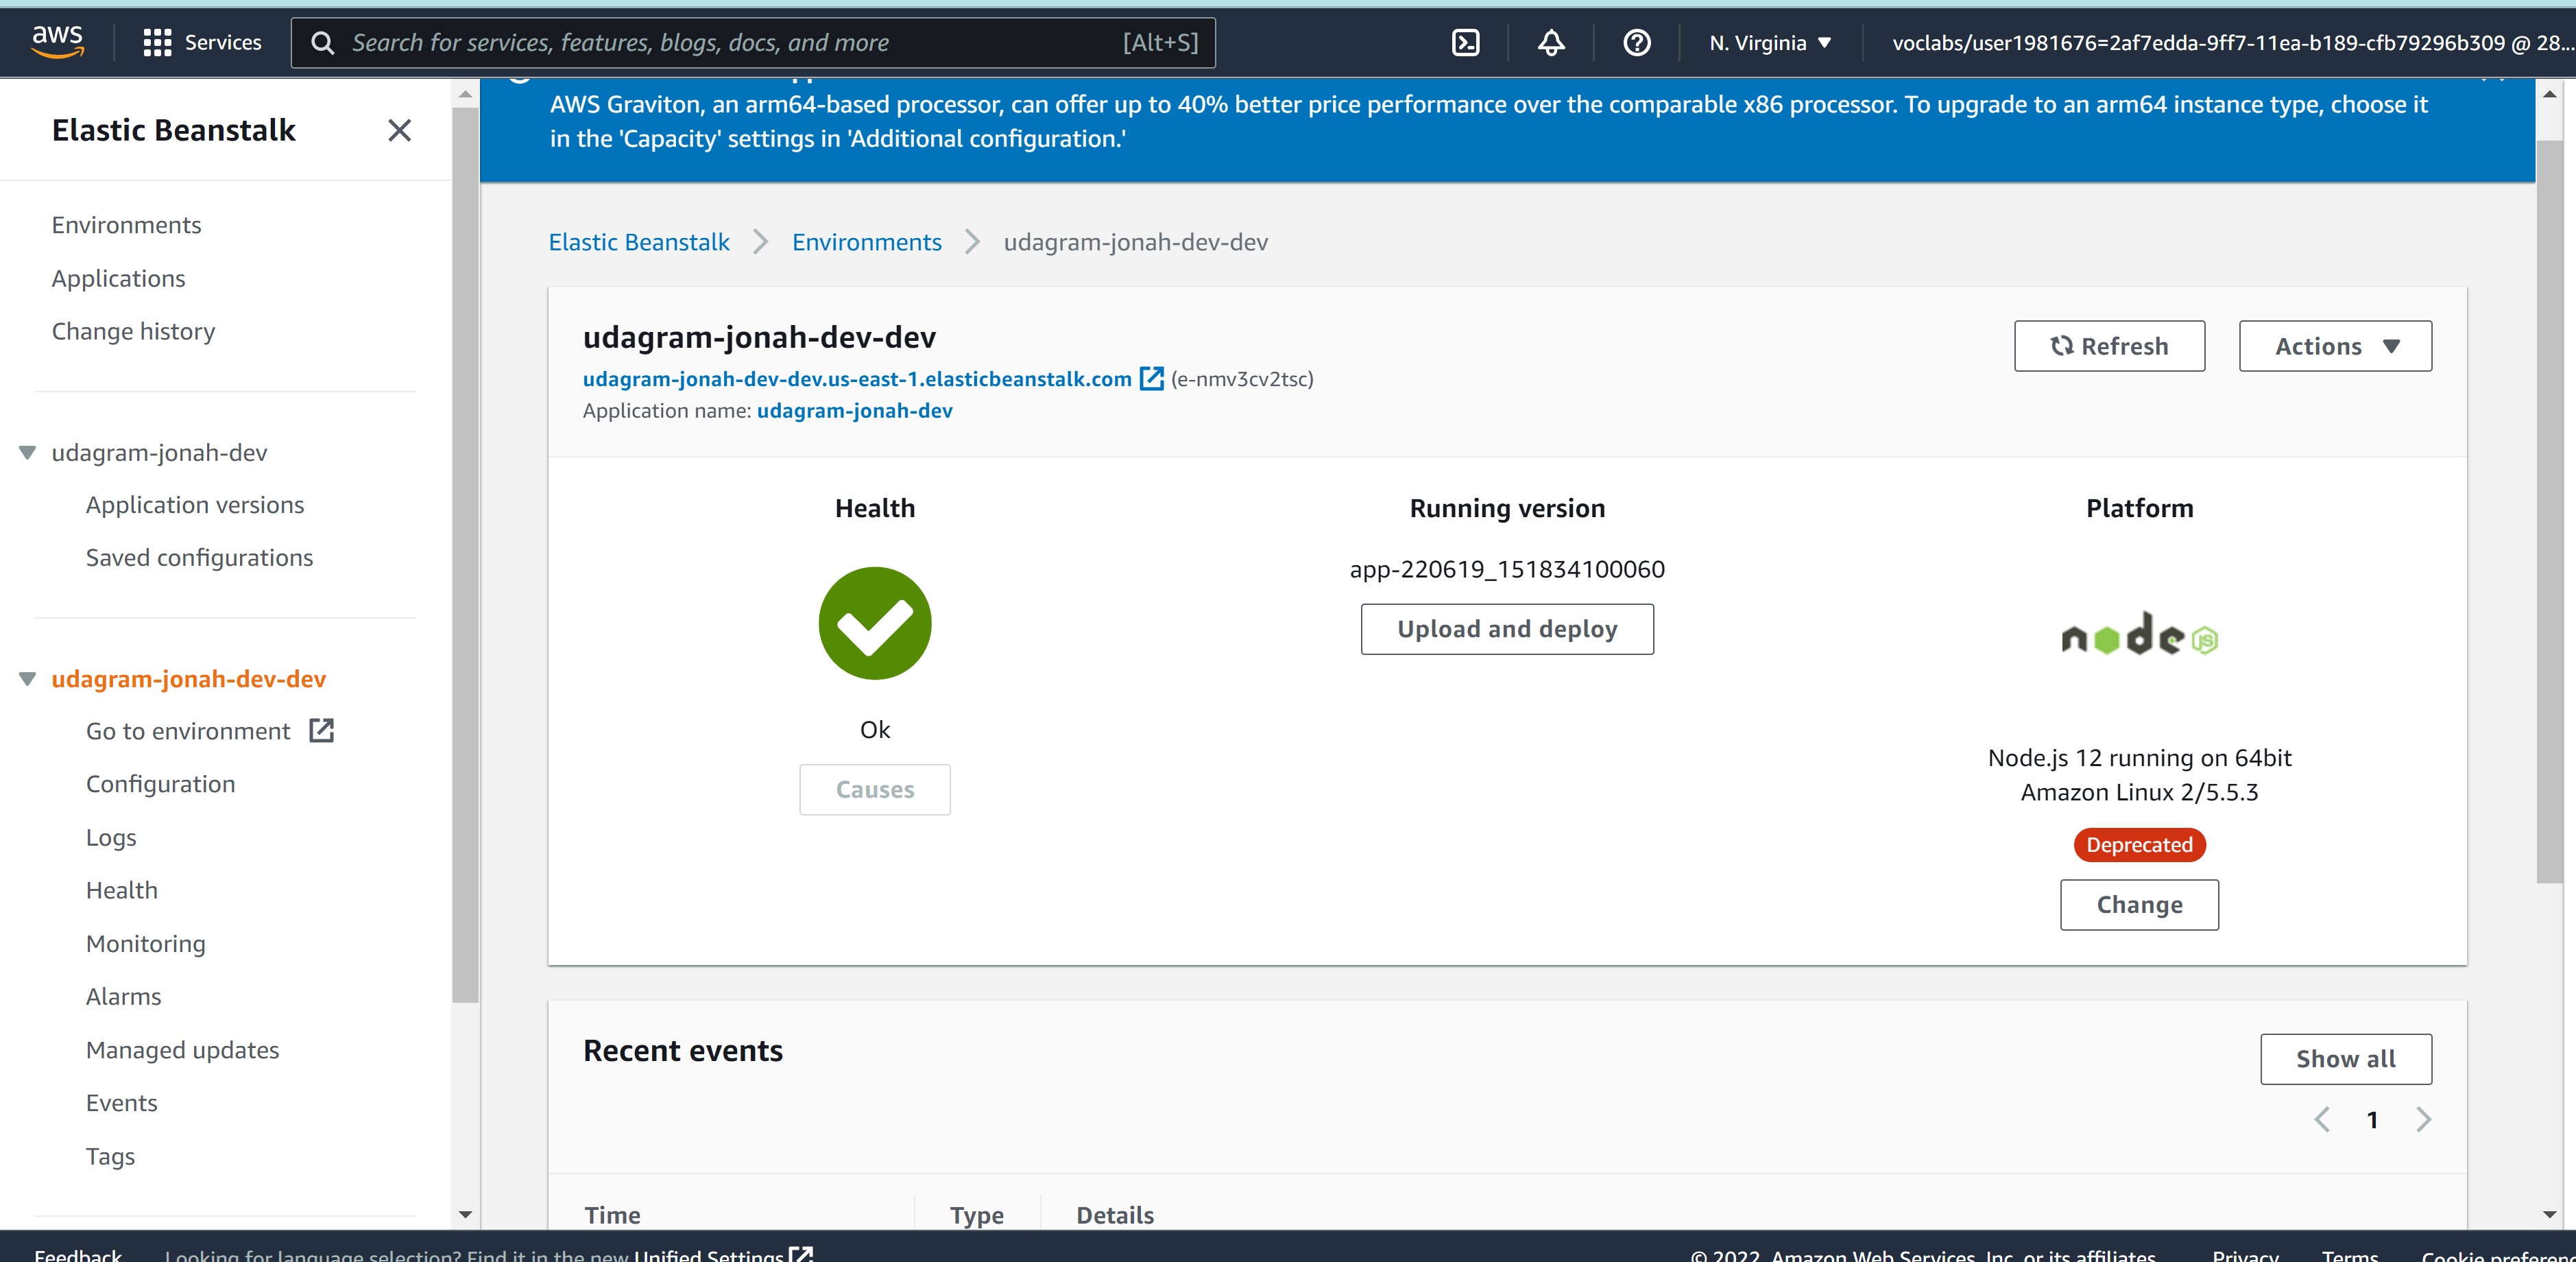 aws
Services
Search for services, features, blogs, docs, and more
[Alt+S]
N. Virginia
voclabs/user1981676=2af7edda-9ff7-11ea-b189-cfb79296b309 @ 28...
Elastic Beanstalk
Environments
Applications
Change history
udagram-jonah-dev
Application versions
Saved configurations
udagram-jonah-dev-dev
Go to environment
Configuration
Logs
Health
Monitoring
Alarms
Managed updates
Events
Tags
AWS Graviton, an arm64-based processor, can offer up to 40% better price performance over the comparable x86 processor. To upgrade to an arm64 instance type, choose it
in the 'Capacity' settings in 'Additional configuration.'
Elastic Beanstalk
Environments
udagram-jonah-dev-dev
udagram-jonah-dev-dev
udagram-jonah-dev-dev.us-east-1.elasticbeanstalk.com (e-nmv3cv2tsc)
Application name: udagram-jonah-dev
Refresh
Actions
Health
Ok
Causes
Running version
app-220619_151834100060
Upload and deploy
Platform
node
JS
Node.js 12 running on 64bit
Amazon Linux 2/5.5.3
Deprecated
Change
Recent events
Show all
1
Time
Type
Details
Feedback
Looking for language selection? Find it in the new Unified Settings
© 2022, Amazon Web Services, Inc. or its affiliates.
Privacy
Terms
Cookie preferenc